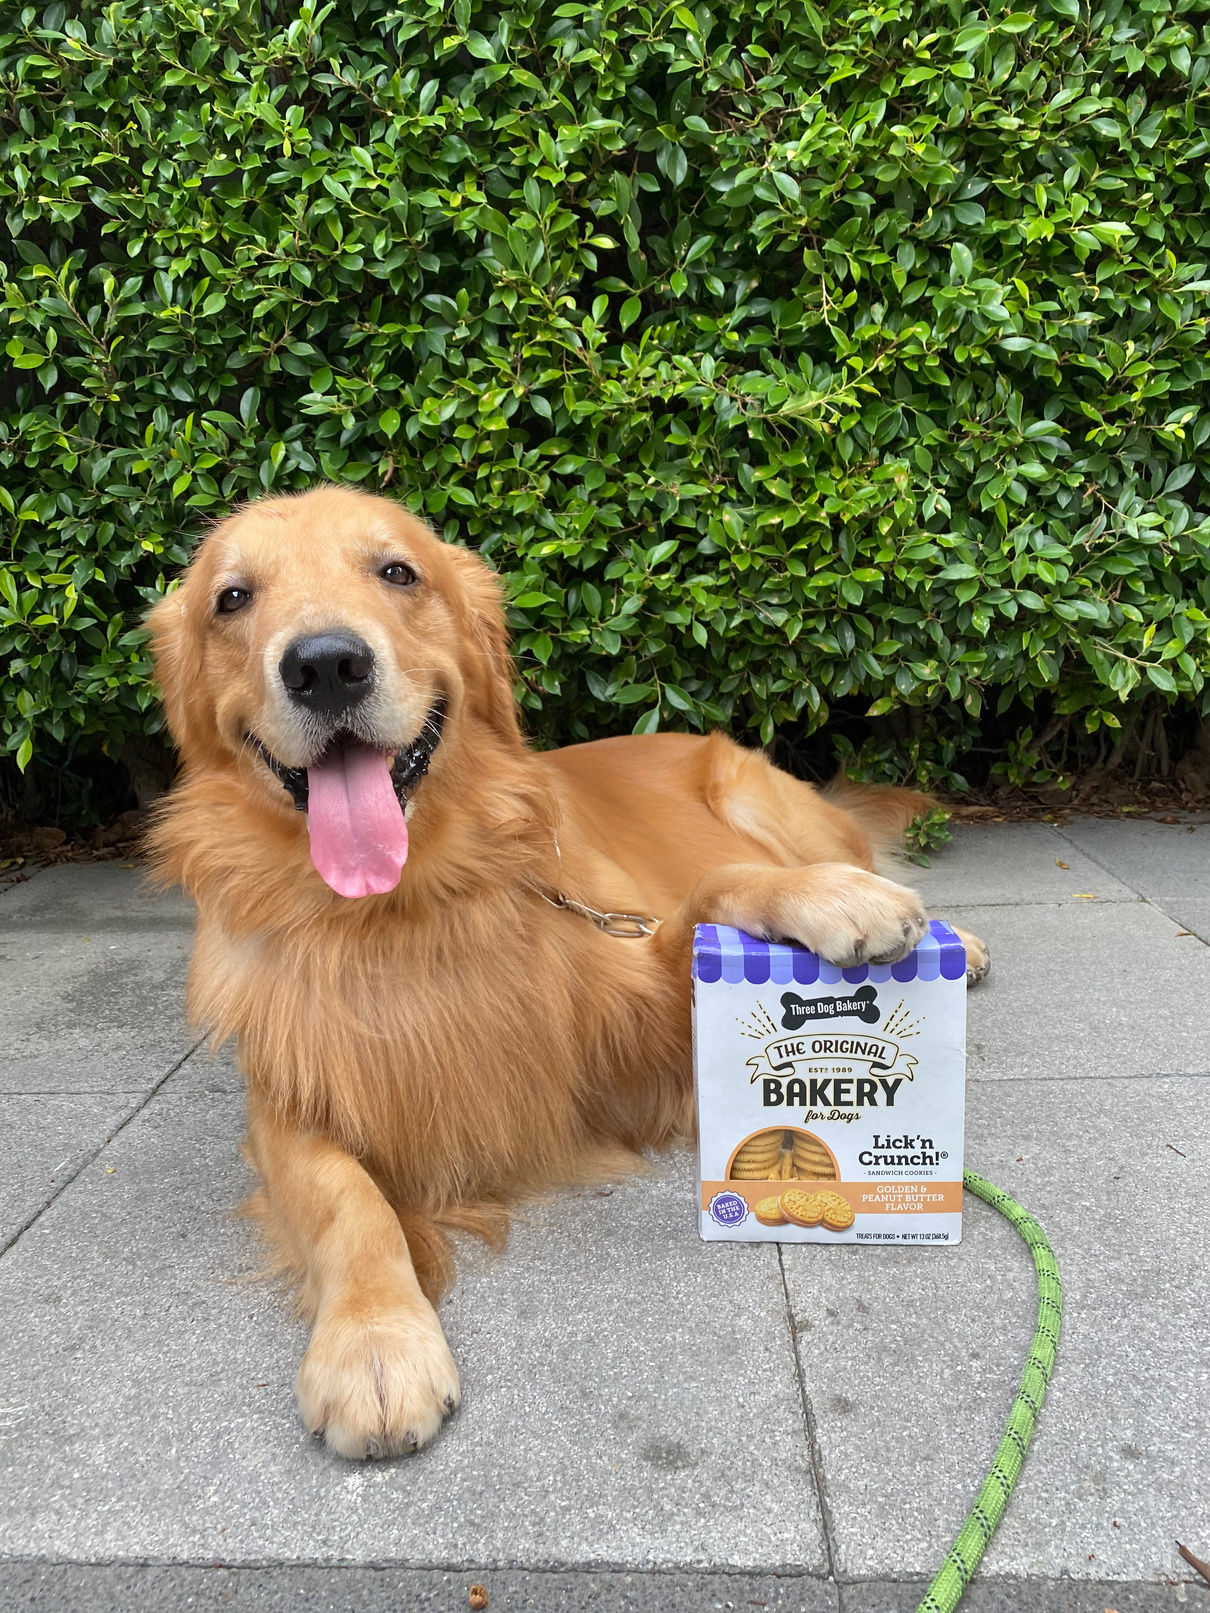 Three Dog Bakery®
THE ORIGINAL
ESTD 1989
BAKERY
for Dogs
Lick'n
Crunch!®
- SANDWICH COOKIES -
GOLDEN &
PEANUT BUTTER
FLAVOR
BAKED
IN THE
U.S.A
TREATS FOR DOGS • NET WT 13 OZ (368.5g)